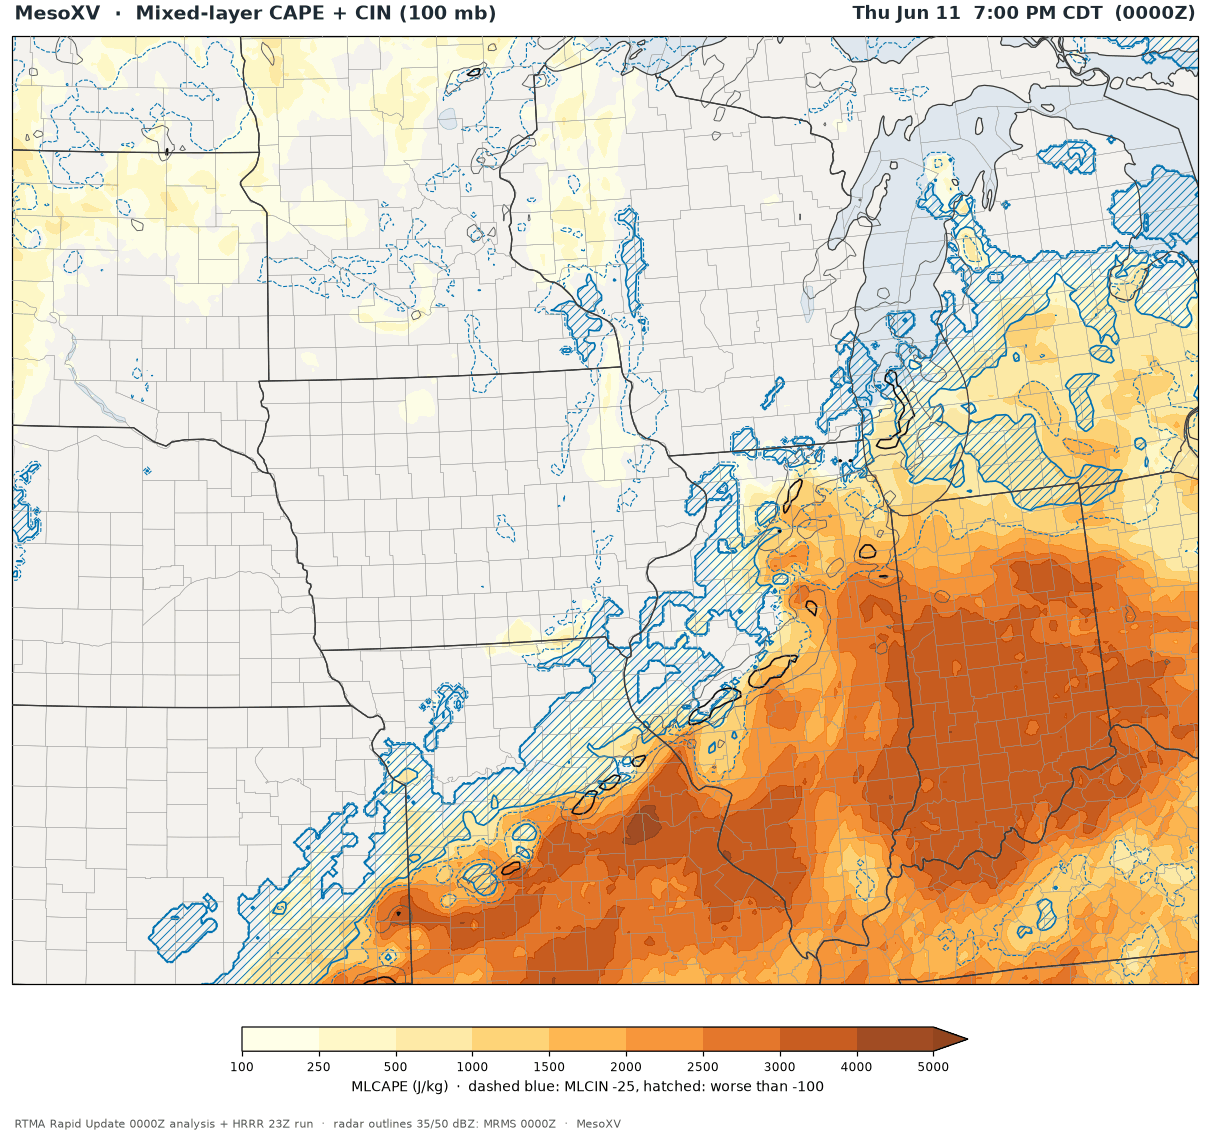 MesoXV  ·  Mixed-layer CAPE + CIN (100 mb)
Thu Jun 11  7:00 PM CDT  (0000Z)
100 250 500 1000 1500 2000 2500 3000 4000 5000
MLCAPE (J/kg)  ·  dashed blue: MLCIN -25, hatched: worse than -100
RTMA Rapid Update 0000Z analysis + HRRR 23Z run  ·  radar outlines 35/50 dBZ: MRMS 0000Z  ·  MesoXV